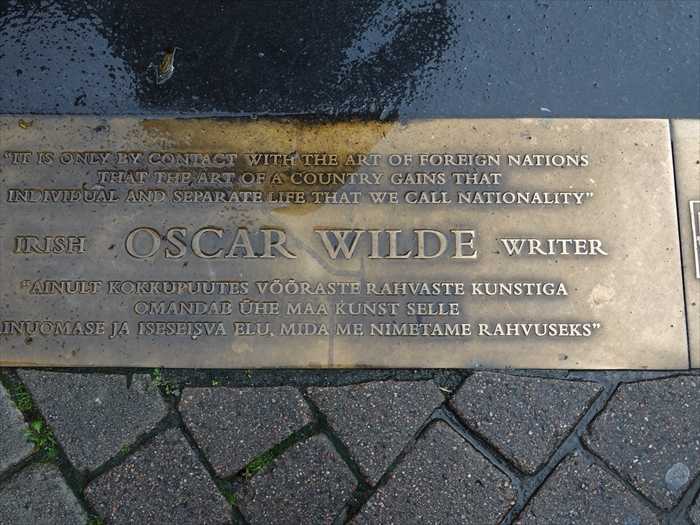 "IT IS ONLY BY CONTACT WITH THE ART OF FOREIGN NATIONS
THAT THE ART OF A COUNTRY GAINS THAT
INDIVIDUAL AND SEPARATE LIFE THAT WE CALL NATIONALITY"
IRISH OSCAR WILDE WRITER
"AINULT KOKKUPUUTES VÕÕRASTE RAHVASTE KUNSTIGA
OMANDAB ÜHE MAA KUNST SELLE
AINUOMASE JA ISESEISVA ELU, MIDA ME NIMETAME RAHVUSEKS"